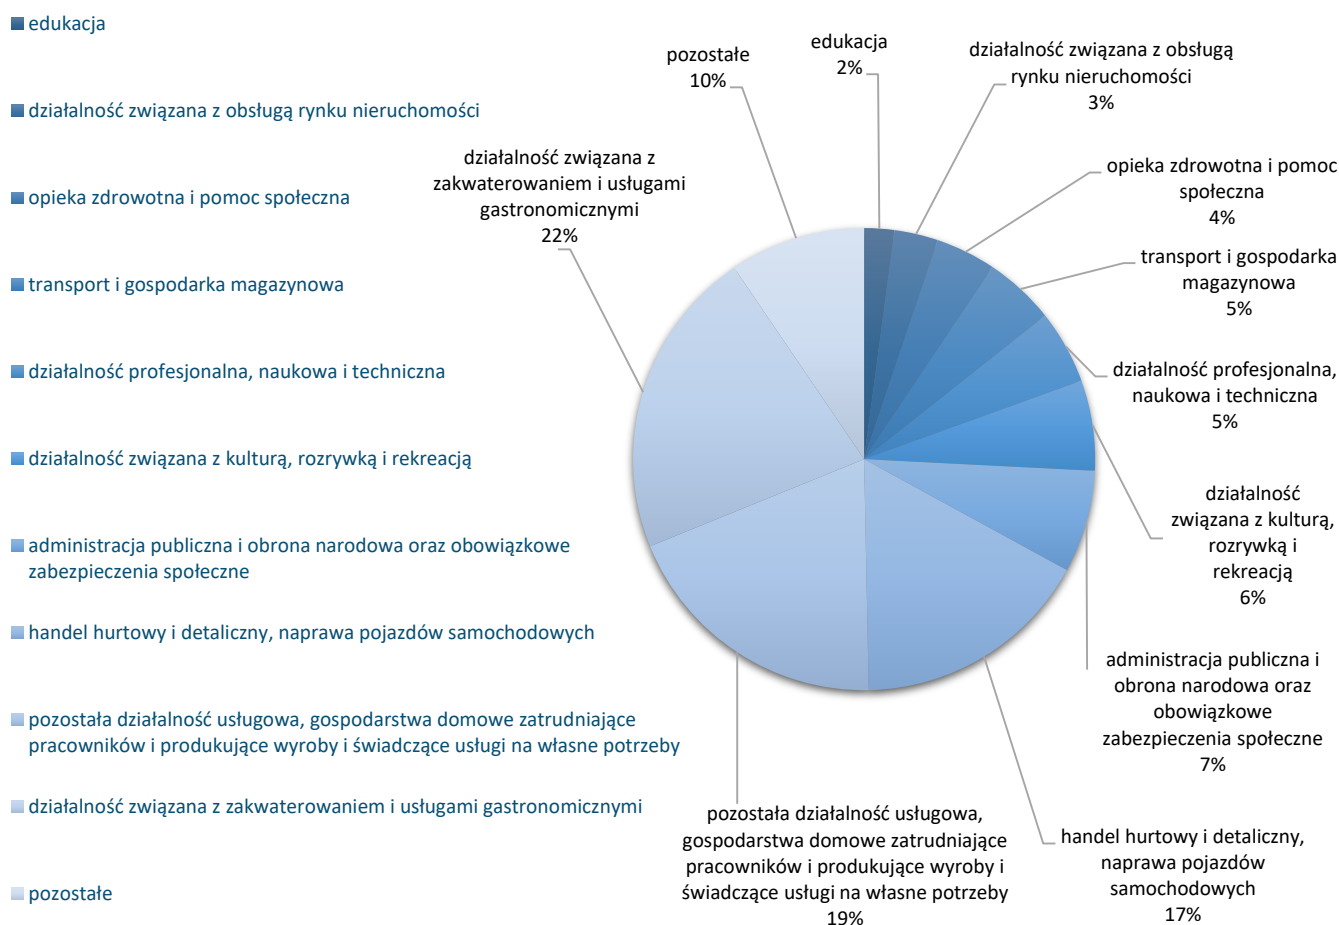 edukacja
działalność związana z obsługą rynku nieruchomości
opieka zdrowotna i pomoc społeczna
transport i gospodarka magazynowa
działalność profesjonalna, naukowa i techniczna
działalność związana z kulturą, rozrywką i rekreacją
administracja publiczna i obrona narodowa oraz obowiązkowe
zabezpieczenia społeczne
handel hurtowy i detaliczny, naprawa pojazdów samochodowych
pozostała działalność usługowa, gospodarstwa domowe zatrudniające
pracowników i produkujące wyroby i świadczące usługi na własne potrzeby
działalność związana z zakwaterowaniem i usługami gastronomicznymi
pozostałe
edukacja
2%
działalność związana z obsługą
rynku nieruchomości
3%
opieka zdrowotna i pomoc
społeczna
4%
transport i gospodarka
magazynowa
5%
działalność profesjonalna,
naukowa i techniczna
5%
działalność
związana z kulturą,
rozrywką i
rekreacją
6%
administracja publiczna i
obrona narodowa oraz
obowiązkowe
zabezpieczenia społeczne
7%
handel hurtowy i detaliczny,
naprawa pojazdów
samochodowych
17%
pozostała działalność usługowa,
gospodarstwa domowe zatrudniające
pracowników i produkujące wyroby i
świadczące usługi na własne potrzeby
19%
działalność związana z
zakwaterowaniem i usługami
gastronomicznymi
22%
pozostałe
10%